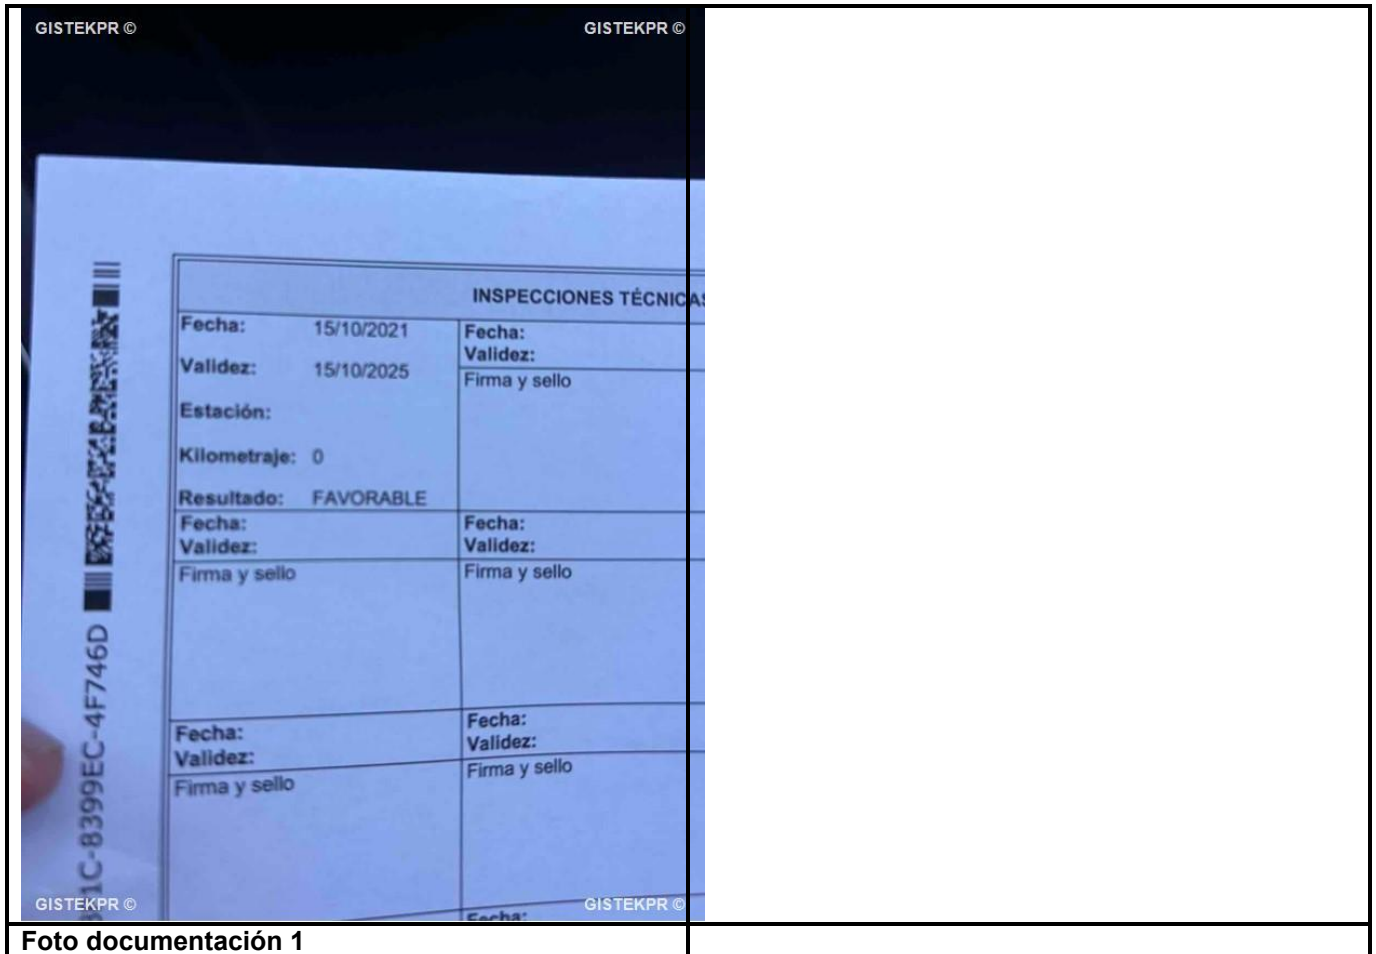 GISTEKPR © GISTEKPR ©
INSPECCIONES TÉCNICAS
Fecha: 15/10/2021
Validez: 15/10/2025
Estación:
Kilometraje: 0
Resultado: FAVORABLE
Fecha:
Validez:
Firma y sello
Fecha:
Validez:
Firma y sello
Fecha:
Validez:
Firma y sello
Fecha:
Validez:
Firma y sello
Fecha:
Validez:
Firma y sello
Fecha:
1C-8399EC-4F746D
GISTEKPR © GISTEKPR ©
Foto documentación 1